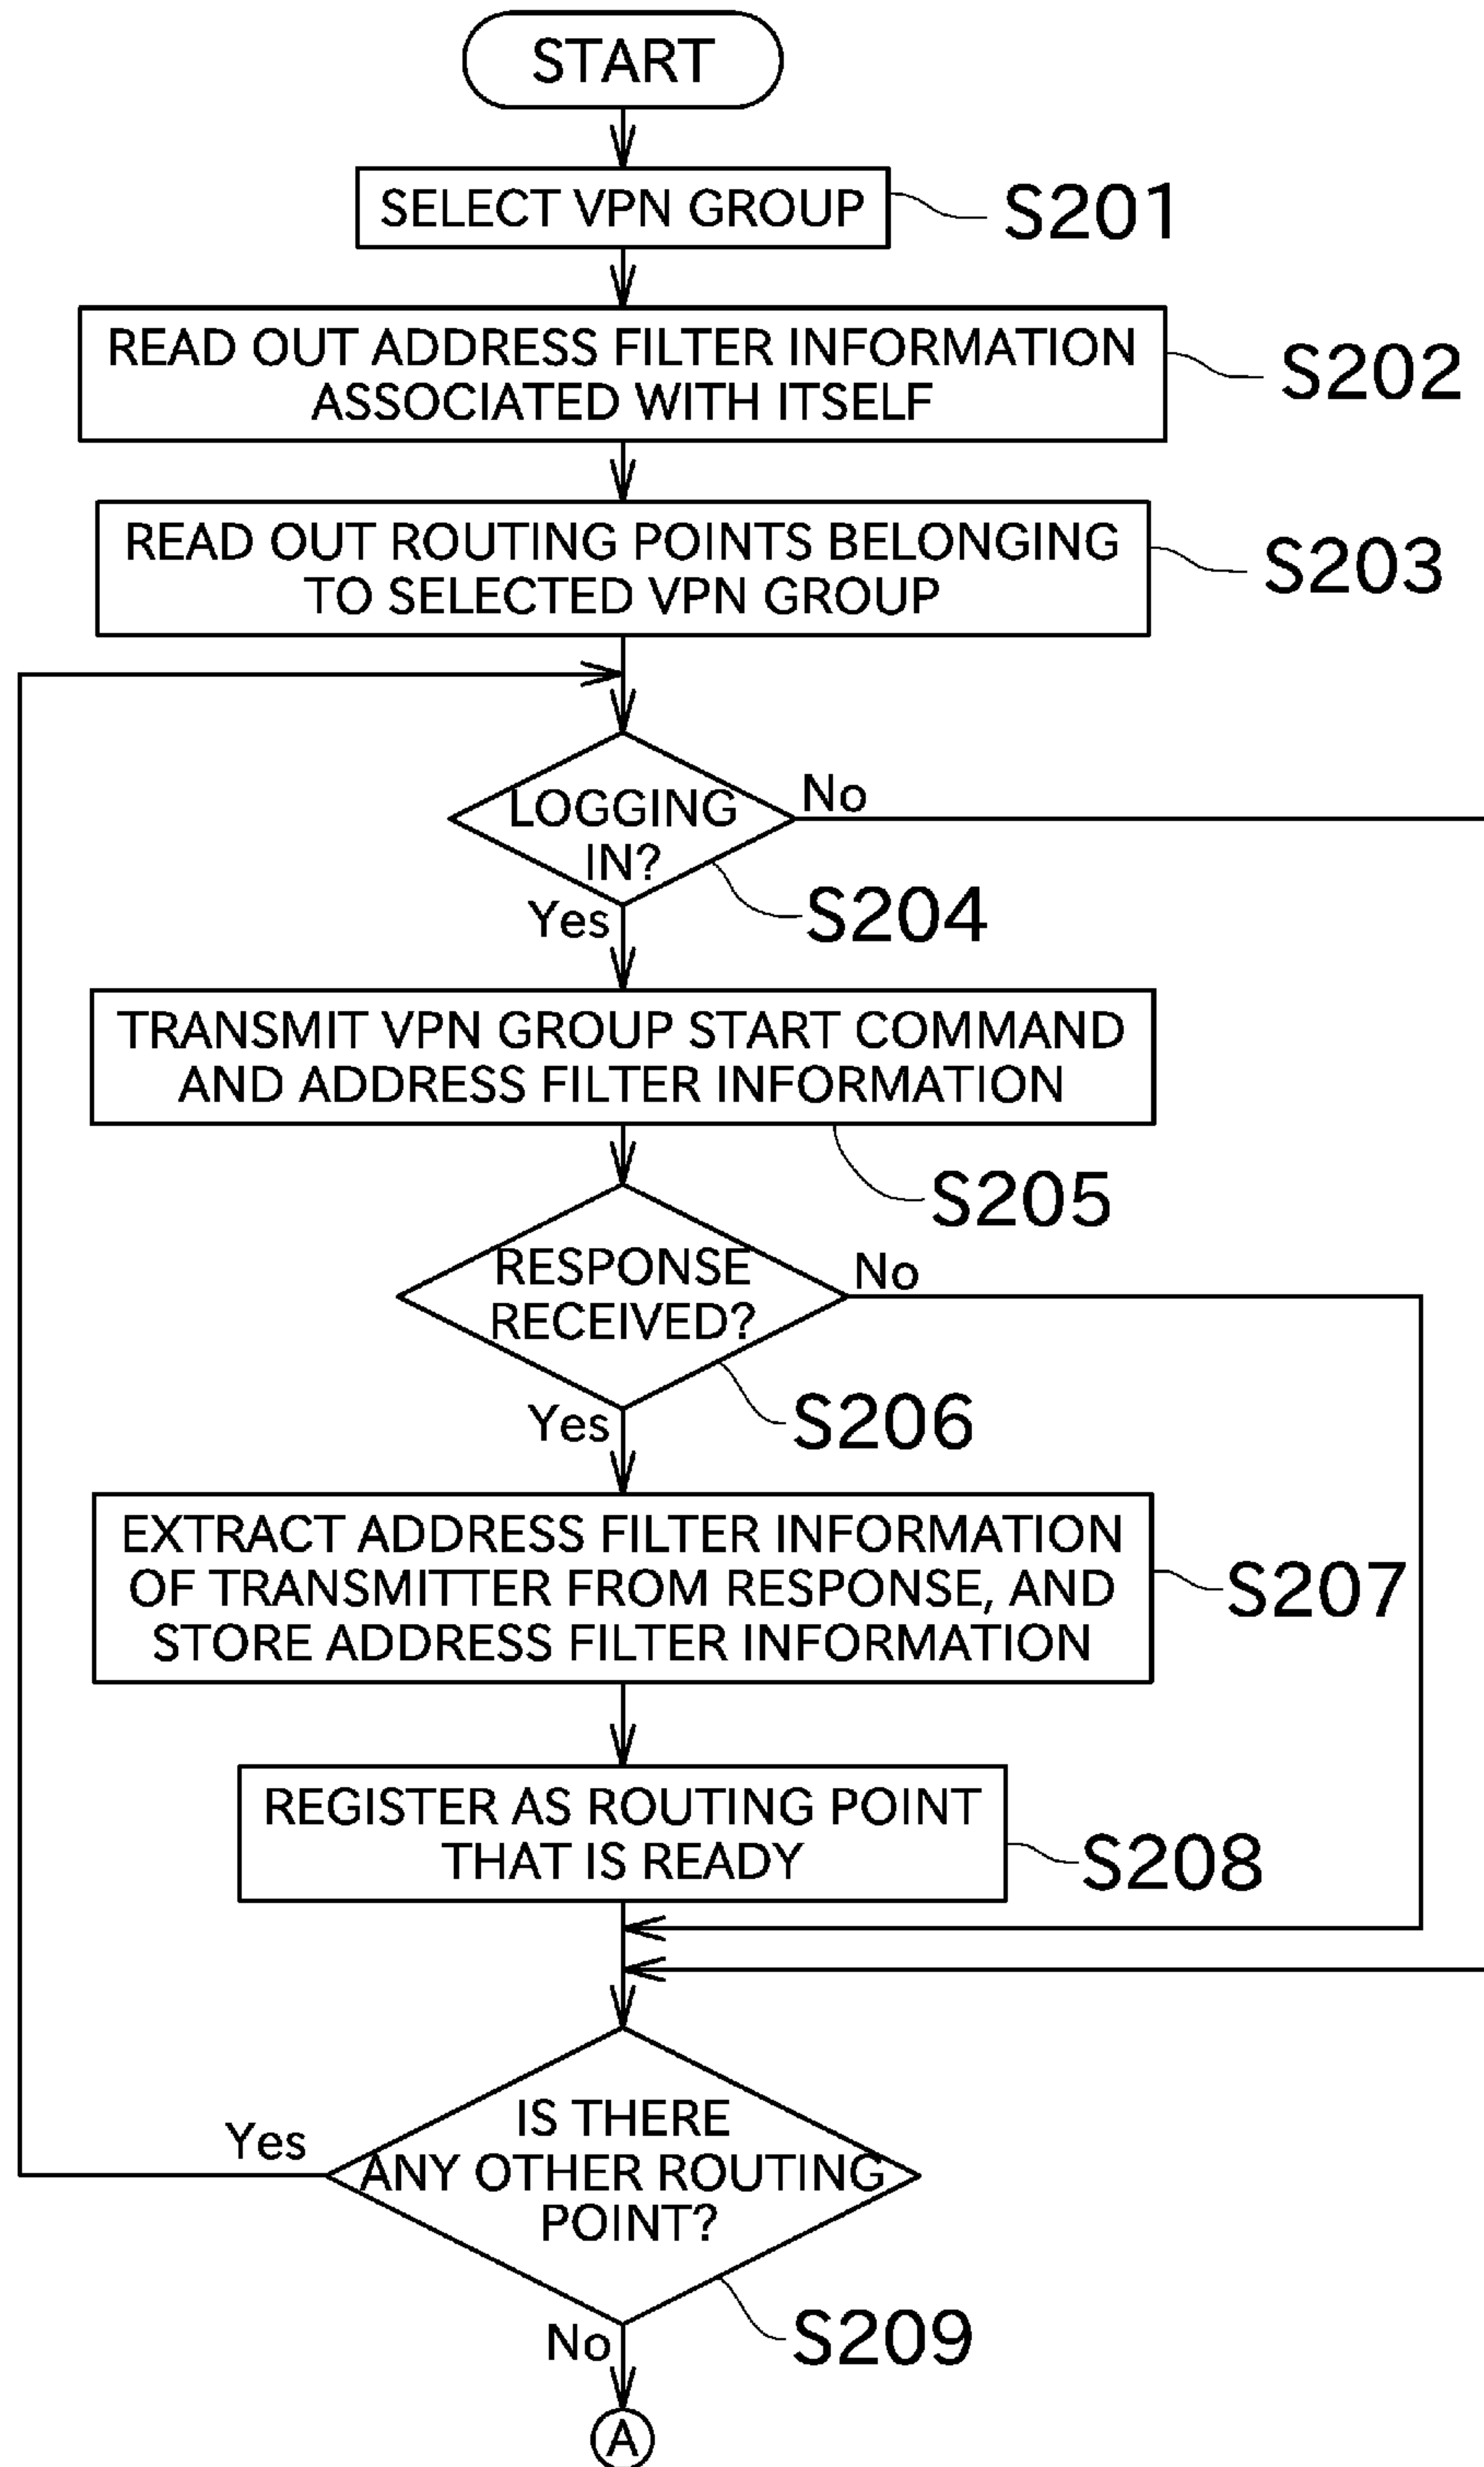 START
SELECT VPN GROUP
S201
READ OUT ADDRESS FILTER INFORMATION
ASSOCIATED WITH ITSELF
S202
READ OUT ROUTING POINTS BELONGING
TO SELECTED VPN GROUP
S203
LOGGING
IN?
No
S204
Yes
TRANSMIT VPN GROUP START COMMAND
AND ADDRESS FILTER INFORMATION
S205
RESPONSE
RECEIVED?
No
S206
Yes
EXTRACT ADDRESS FILTER INFORMATION
OF TRANSMITTER FROM RESPONSE, AND
STORE ADDRESS FILTER INFORMATION
S207
REGISTER AS ROUTING POINT
THAT IS READY
S208
IS THERE
ANY OTHER ROUTING
POINT?
Yes
S209
No
A